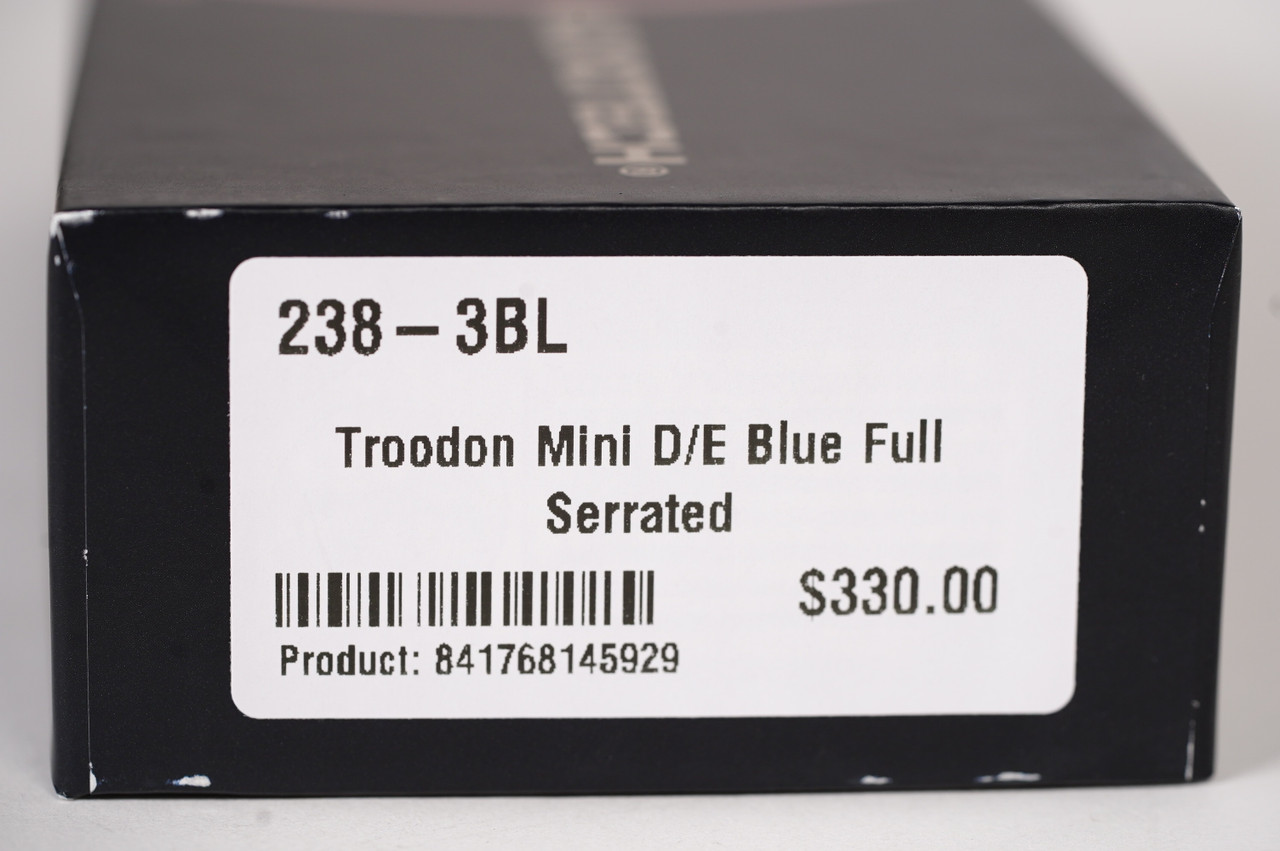 238-3BL
Troodon Mini D/E Blue Full
Serrated
$330.00
Product: 841768145929